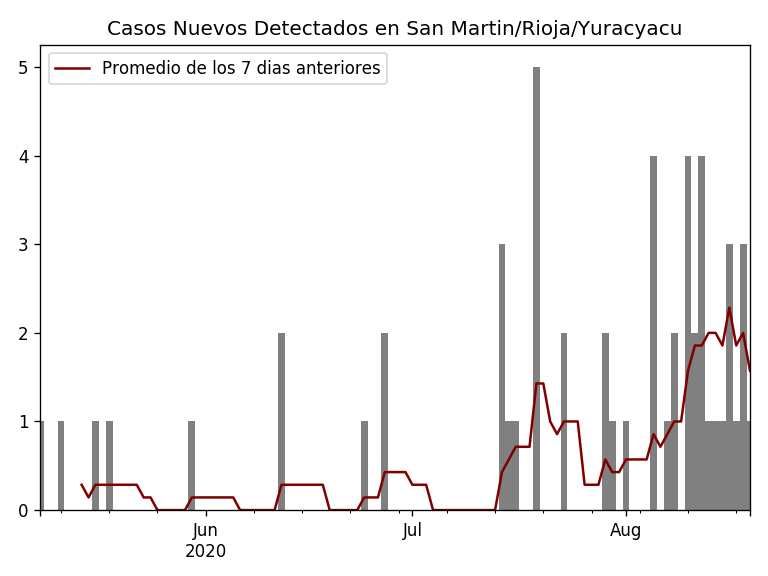 Casos Nuevos Detectados en San Martin/Rioja/Yuracyacu
Promedio de los 7 dias anteriores
5
4
3
2
1
0
Jun
2020
Jul
Aug